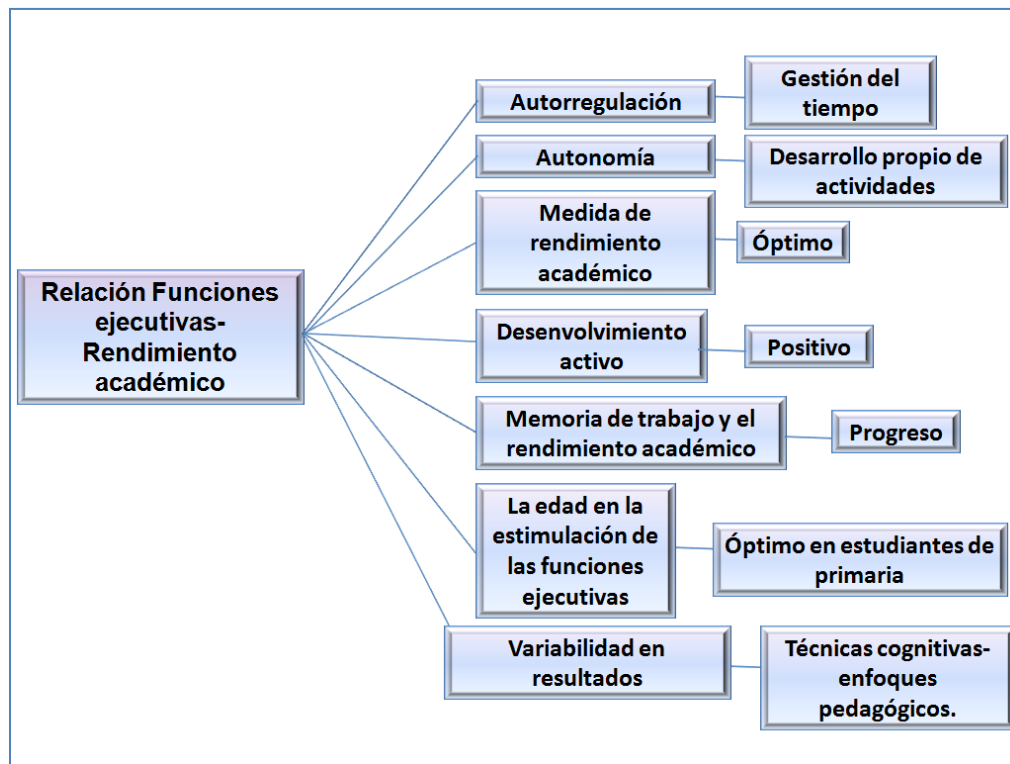 Relación Funciones
ejecutivas-
Rendimiento
académico
Autorregulación
Gestión del
tiempo
Autonomía
Desarrollo propio de
actividades
Medida de
rendimiento
académico
Óptimo
Desenvolvimiento
activo
Positivo
Memoria de trabajo y el
rendimiento académico
Progreso
La edad en la
estimulación de
las funciones
ejecutivas
Óptimo en estudiantes de
primaria
Variabilidad en
resultados
Técnicas cognitivas-
enfoques
pedagógicos.